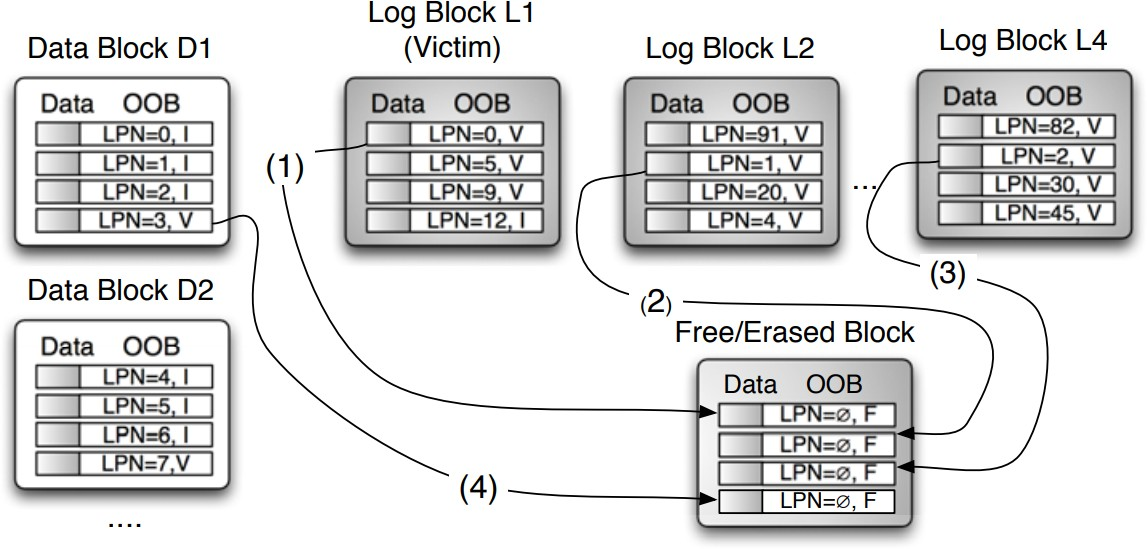 Data Block D1
Data OOB
LPN=0, I
LPN=1, I
LPN=2, I
LPN=3, V
Log Block L1
(Victim)
Data OOB
LPN=0, V
LPN=5, V
LPN=9, V
LPN=12, I
Log Block L2
Data OOB
LPN=91, V
LPN=1, V
LPN=20, V
LPN=4, V
...
Log Block L4
Data OOB
LPN=82, V
LPN=2, V
LPN=30, V
LPN=45, V
(1)
(2)
(3)
Data Block D2
Data OOB
LPN=4, I
LPN=5, I
LPN=6, I
LPN=7,V
....
Free/Erased Block
Data OOB
LPN=∅, F
LPN=∅, F
LPN=∅, F
LPN=∅, F
(4)